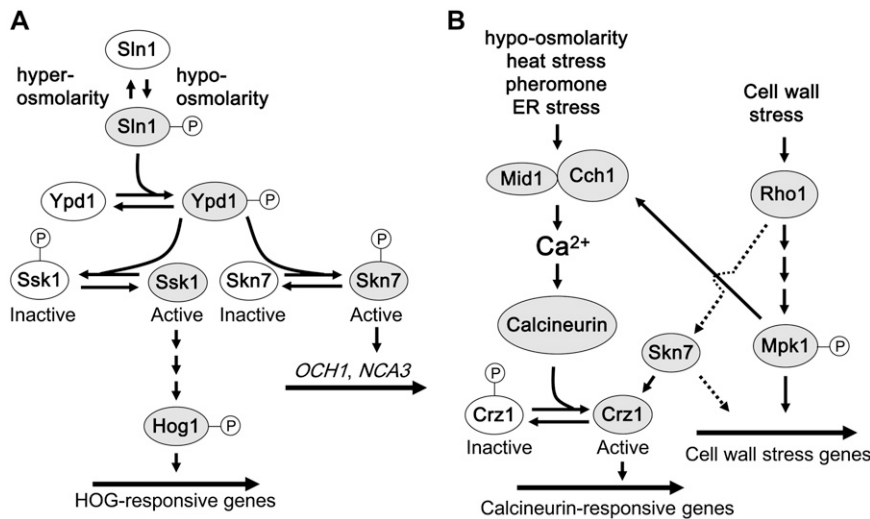 A
Sln1
hyper-
osmolarity
hypo-
osmolarity
Sln1
P
Ypd1
Ypd1
P
P
Ssk1
Inactive
Ssk1
Active
Skn7
Inactive
P
Skn7
Active
OCH1, NCA3
Hog1
P
HOG-responsive genes
B
hypo-osmolarity
heat stress
pheromone
ER stress
Mid1
Cch1
Ca²⁺
Calcineurin
P
Crz1
Inactive
Crz1
Active
Calcineurin-responsive genes
Cell wall
stress
Rho1
Skn7
Mpk1
P
Cell wall stress genes